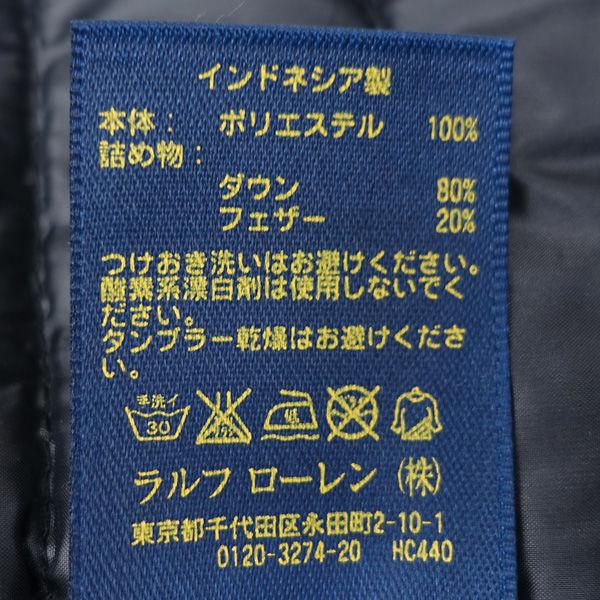 インドネシア製
本体: ポリエステル 100%
詰め物:
ダウン 80%
フェザー 20%
つけおき洗いはお避けください。
酸素系漂白剤は使用しないでく
ださい。
タンブラー乾燥はお避けくださ
い。
手洗イ 30 低
ラルフ ローレン (株)
東京都千代田区永田町2-10-1
0120-3274-20 HC440